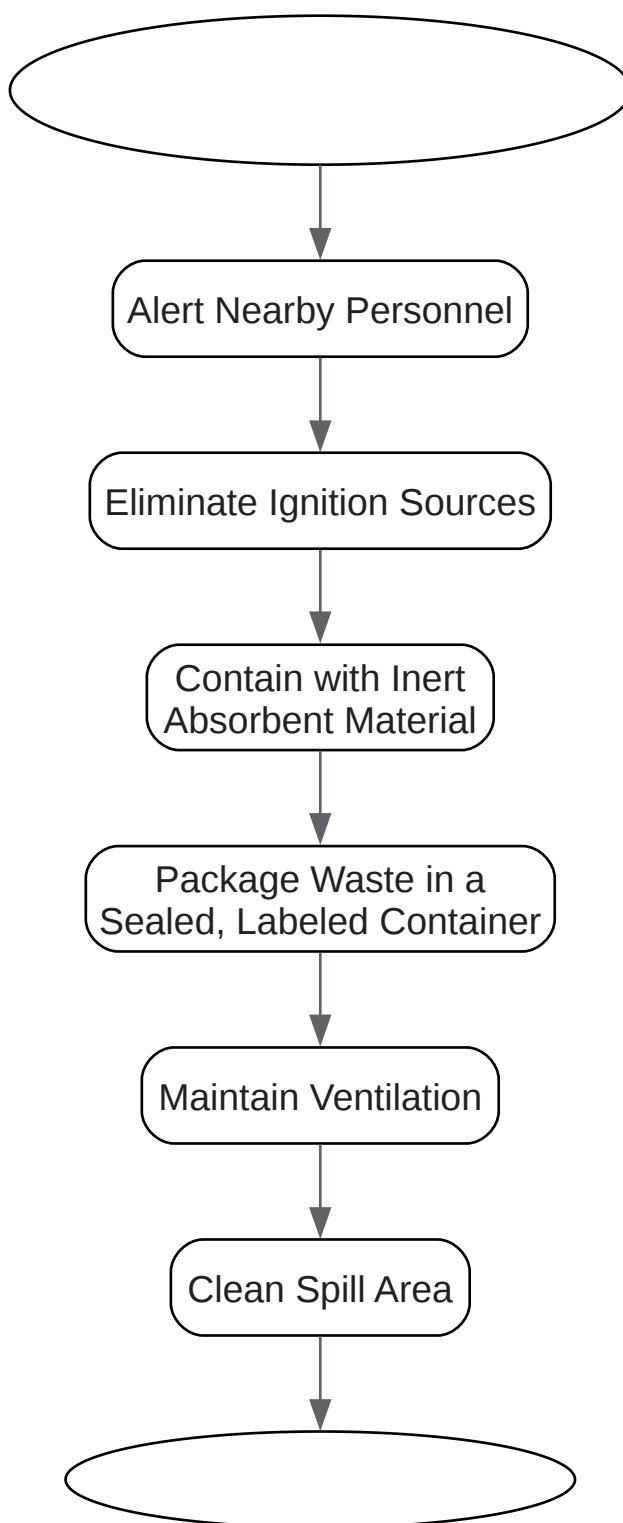 Alert Nearby Personnel
Eliminate Ignition Sources
Contain with Inert
Absorbent Material
Package Waste in a
Sealed, Labeled Container
Maintain Ventilation
Clean Spill Area